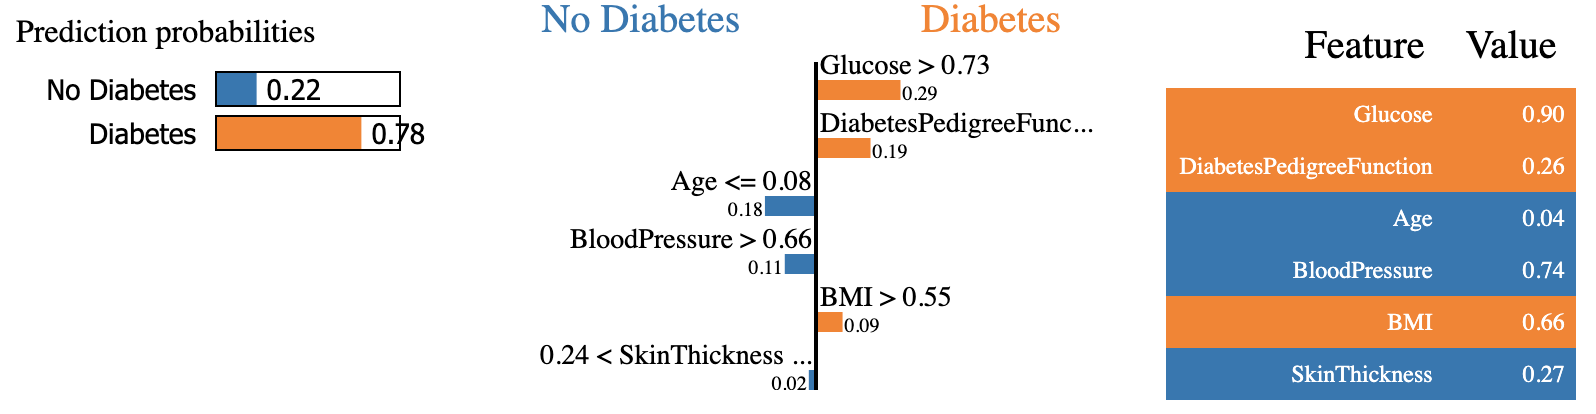 Prediction probabilities
No Diabetes 0.22
Diabetes 0.78
No Diabetes Diabetes
Glucose > 0.73
0.29
DiabetesPedigreeFunc...
0.19
Age <= 0.08
0.18
BloodPressure > 0.66
0.11
BMI > 0.55
0.09
0.24 < SkinThickness ...
0.02
Feature Value
Glucose 0.90
DiabetesPedigreeFunction 0.26
Age 0.04
BloodPressure 0.74
BMI 0.66
SkinThickness 0.27